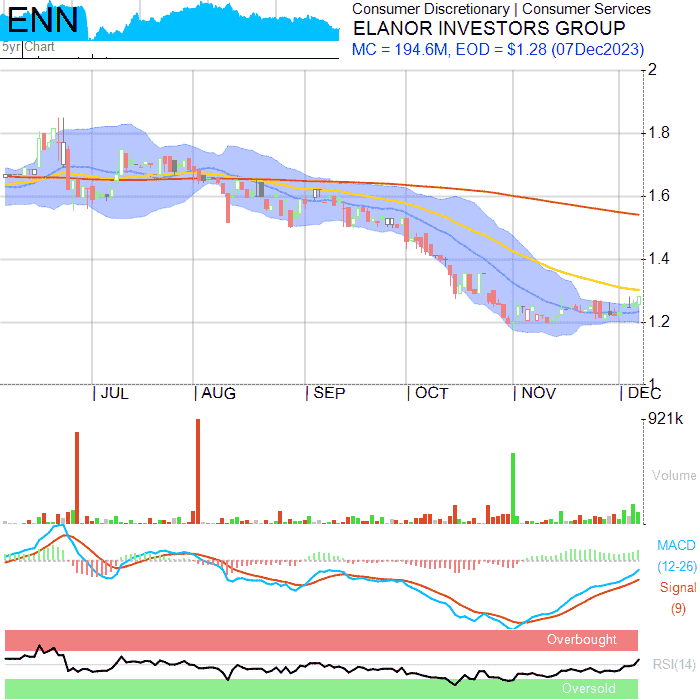 ENN
5yr Chart
Consumer Discretionary | Consumer Services
ELANOR INVESTORS GROUP
MC = 194.6M, EOD = $1.28 (07Dec2023)
2
1.8
1.6
1.4
1.2
1
JUL AUG SEP OCT NOV DEC
921k
Volume
MACD
(12-26)
Signal
(9)
Overbought
RSI(14)
Oversold